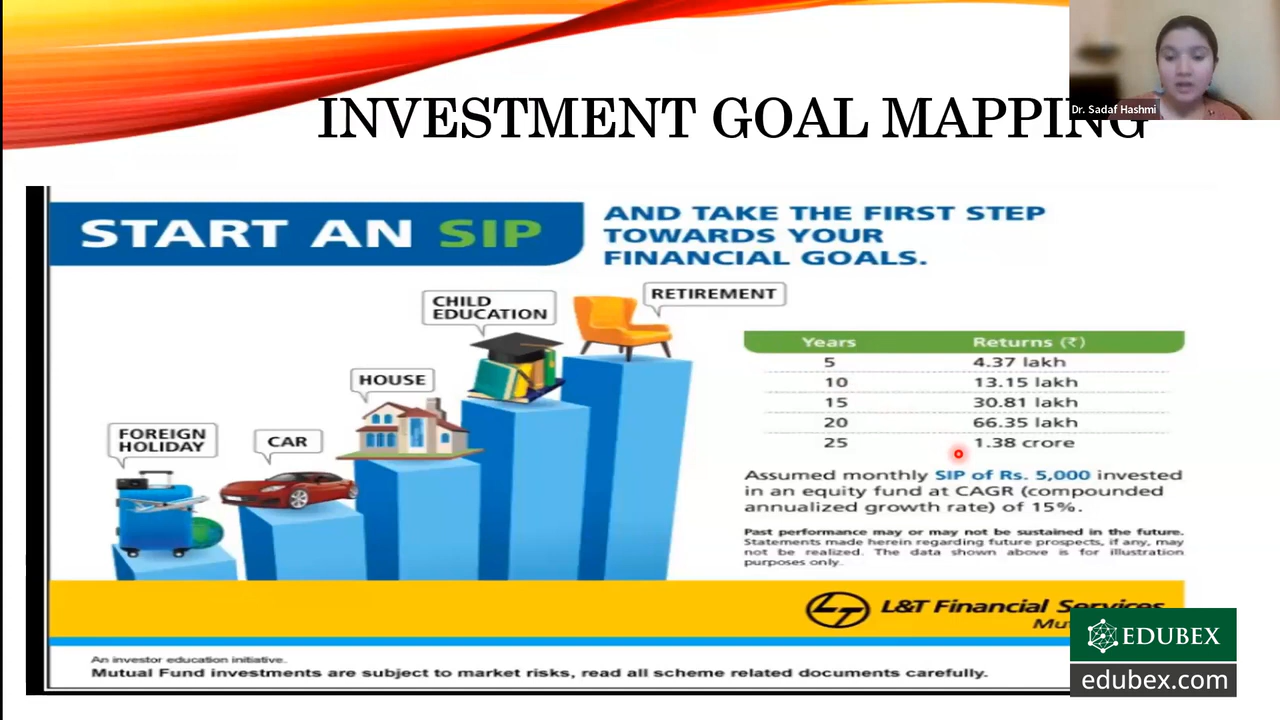 Dr. Sadaf Hashmi
INVESTMENT GOAL MAPPING
START AN SIP
AND TAKE THE FIRST STEP
TOWARDS YOUR
FINANCIAL GOALS.
CHILD
EDUCATION
RETIREMENT
HOUSE
FOREIGN
HOLIDAY
CAR
Years Returns (₹)
5 4.37 lakh
10 13.15 lakh
15 30.81 lakh
20 66.35 lakh
25 1.38 crore
Assumed monthly SIP of Rs. 5,000 invested
in an equity fund at CAGR (compounded
annualized growth rate) of 15%.
Past performance may or may not be sustained in the future.
Statements made herein regarding future prospects, if any, may
not be realized. The data shown above is for illustration
purposes only.
LT
L&T Financial Services
EDUBEX
edubex.com
An investor education initiative.
Mutual Fund investments are subject to market risks, read all scheme related documents carefully.